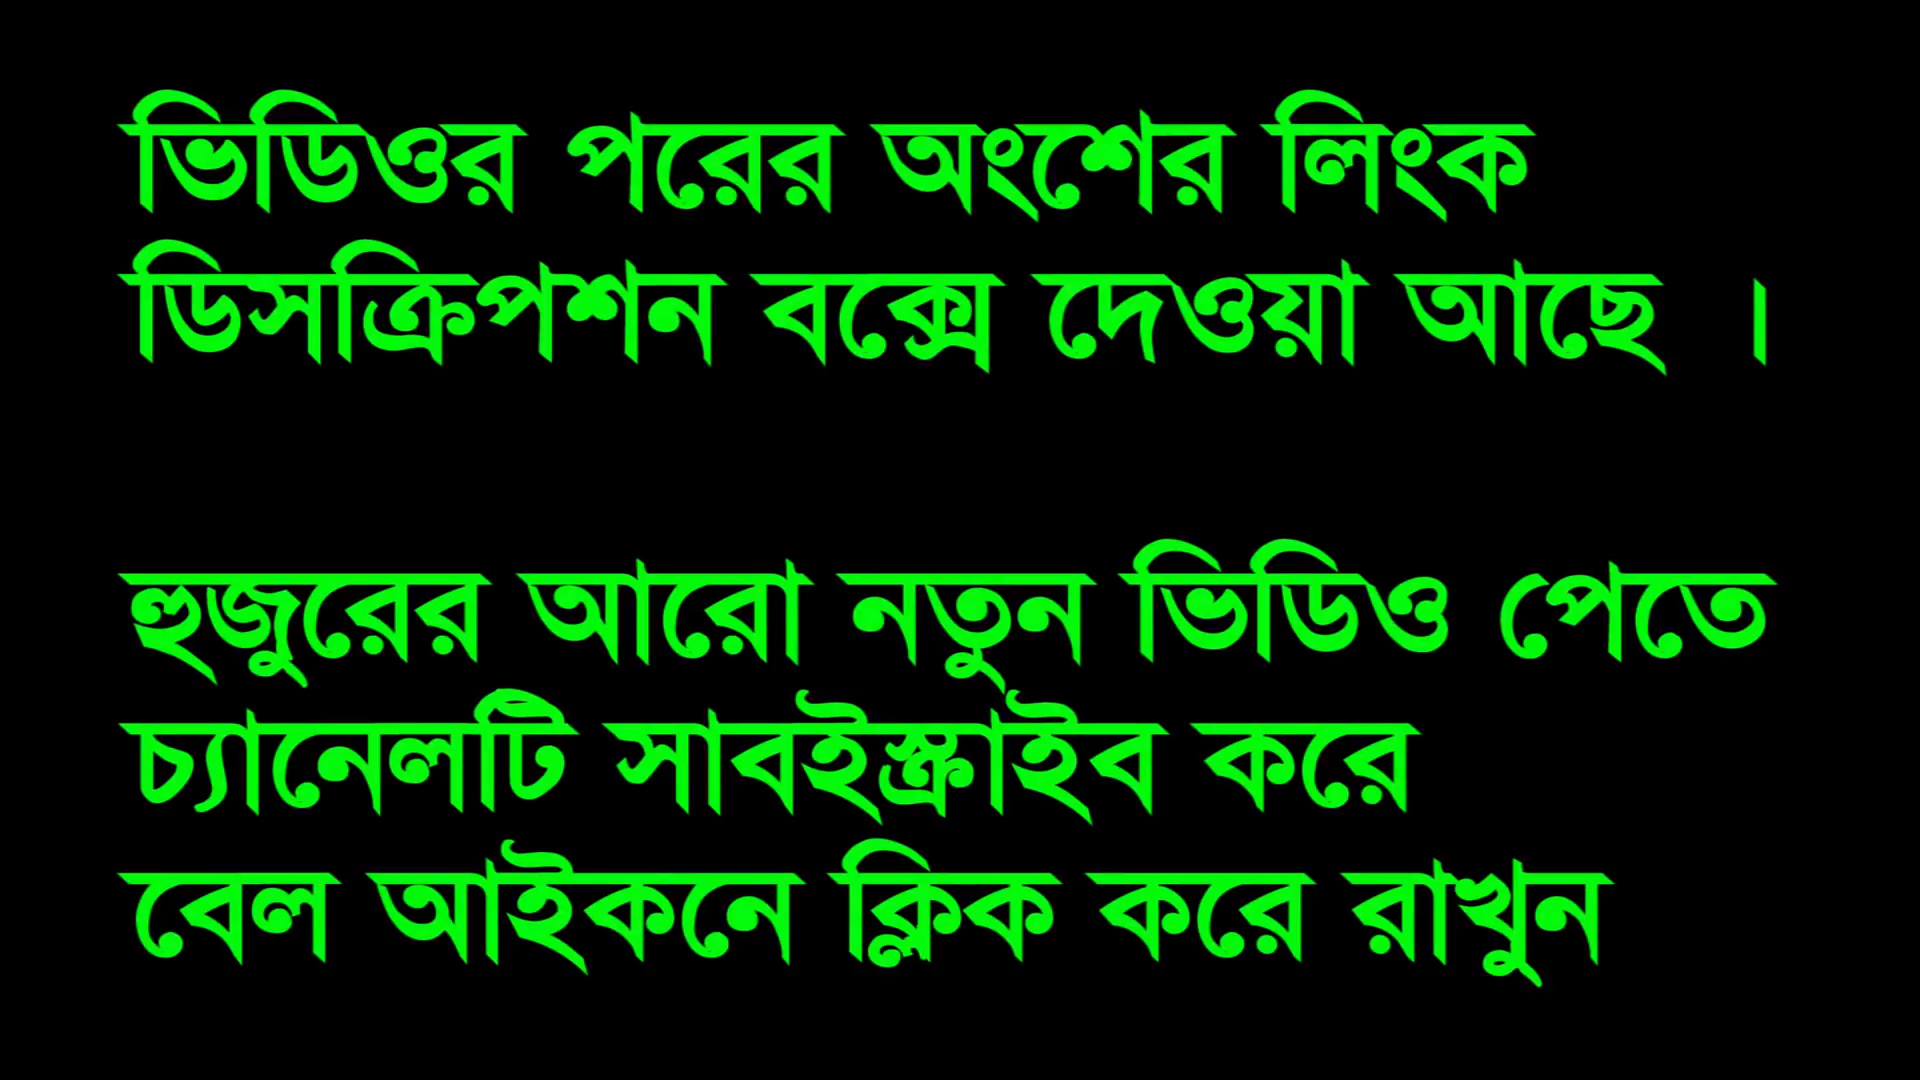 ভিডিওর পরের অংশের লিংক
ডিসক্রিপশন বক্সে দেওয়া আছে ।
হুজুরের আরো নতুন ভিডিও পেতে
চ্যানেলটি সাবইস্ক্রাইব করে
বেল আইকনে ক্লিক করে রাখুন